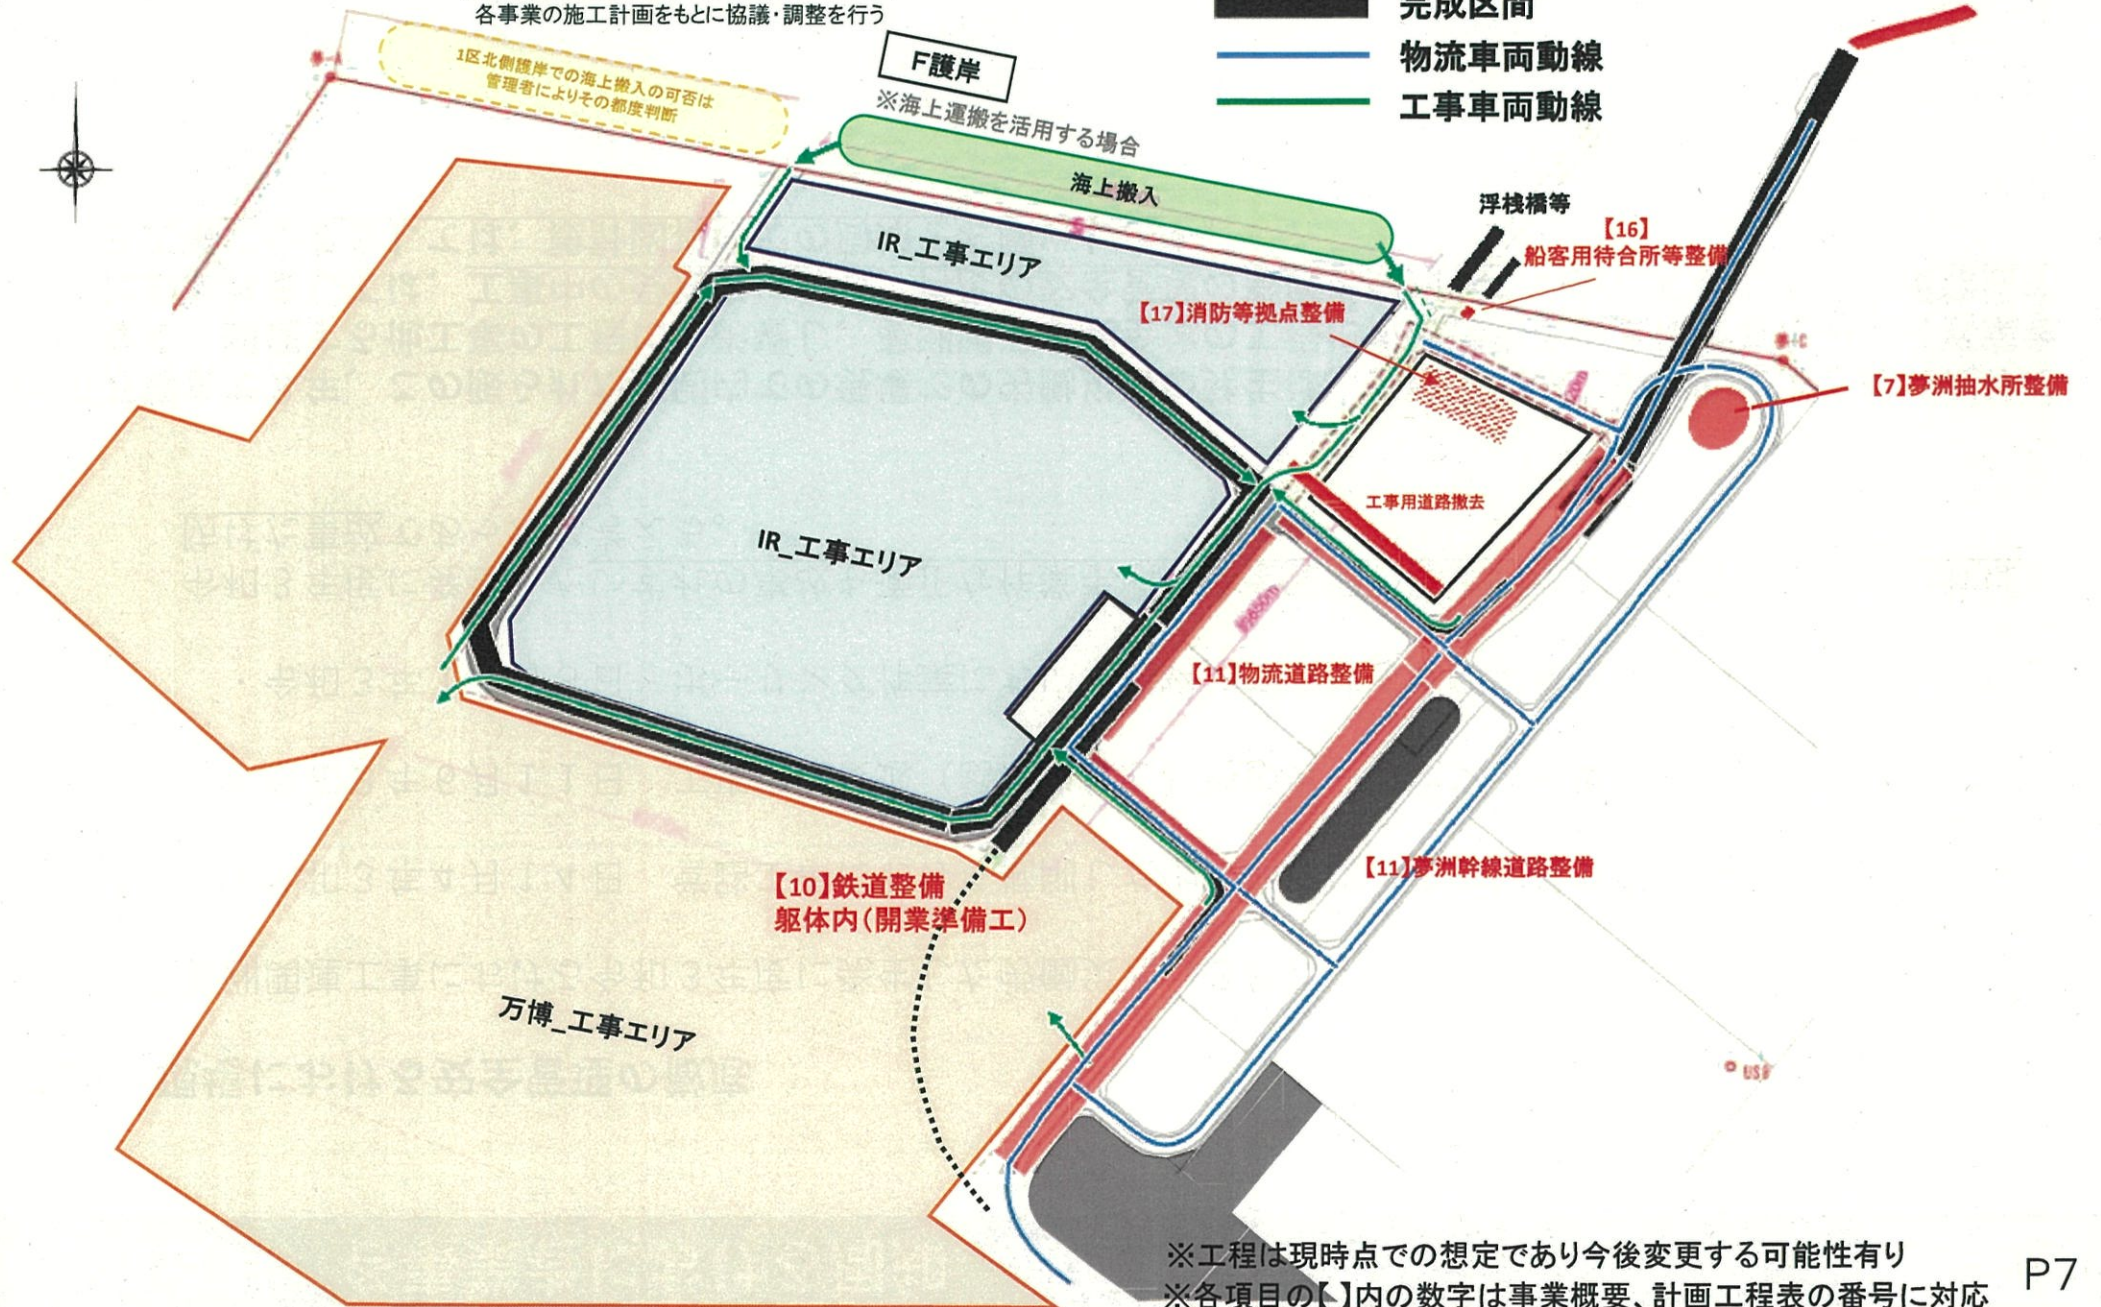 各事業の施工計画をもとに協議・調整を行う
完成区間
物流車両動線
工事車両動線
1区北側護岸での海上搬入の可否は
管理者によりその都度判断
F護岸
※海上運搬を活用する場合
海上搬入
浮桟橋等
【16】
船客用待合所等整備
IR_工事エリア
【17】消防等拠点整備
【7】夢洲抽水所整備
工事用道路撤去
IR_工事エリア
【11】物流道路整備
【11】夢洲幹線道路整備
【10】鉄道整備
躯体内(開業準備工)
万博_工事エリア
※工程は現時点での想定であり今後変更する可能性有り
※各項目の【 】内の数字は事業概要、計画工程表の番号に対応
P7